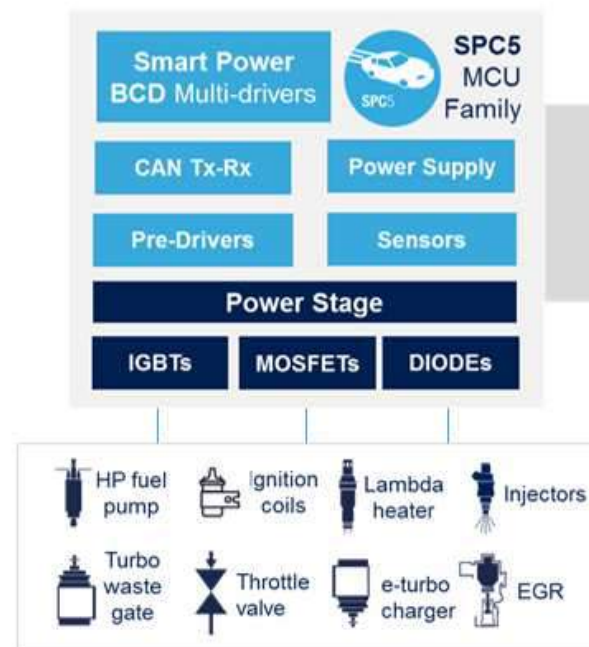 Smart Power
BCD Multi-drivers
SPC5
SPC5
MCU
Family
CAN Tx-Rx
Power Supply
Pre-Drivers
Sensors
Power Stage
IGBTs
MOSFETs
DIODEs
HP fuel
pump
Ignition
coils
Lambda
heater
Injectors
Turbo
waste
gate
Throttle
valve
e-turbo
charger
EGR